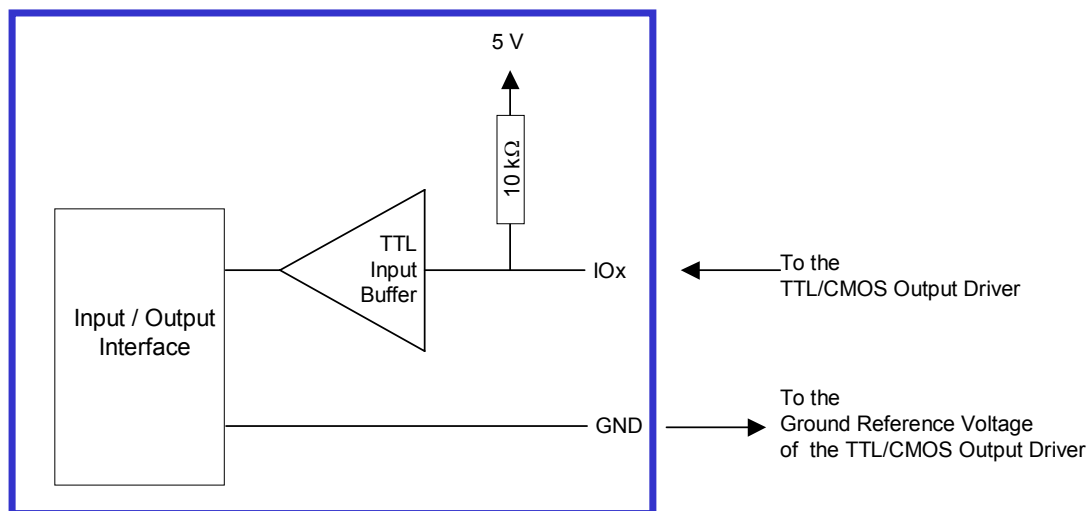 5 V
10 kΩ
TTL
Input
Buffer
IOx
To the
TTL/CMOS Output Driver
Input / Output
Interface
GND
To the
Ground Reference Voltage
of the TTL/CMOS Output Driver